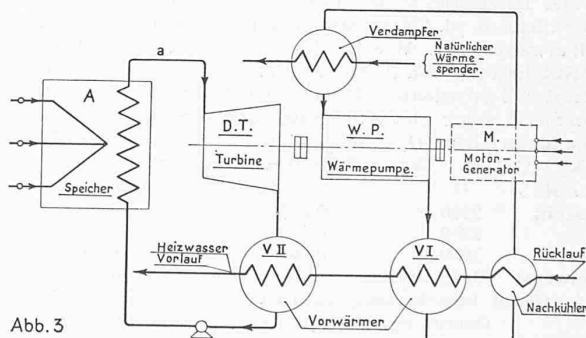 Verdampfer
Natürlicher
Wärme-
spender.
a
A
Speicher
D.T.
Turbine
W.P.
Wärmepumpe.
M.
Motor-
Generator
Heizwasser
Vorlauf
V II
V I
Rücklauf
Vorwärmer
Nachkühler
Abb. 3